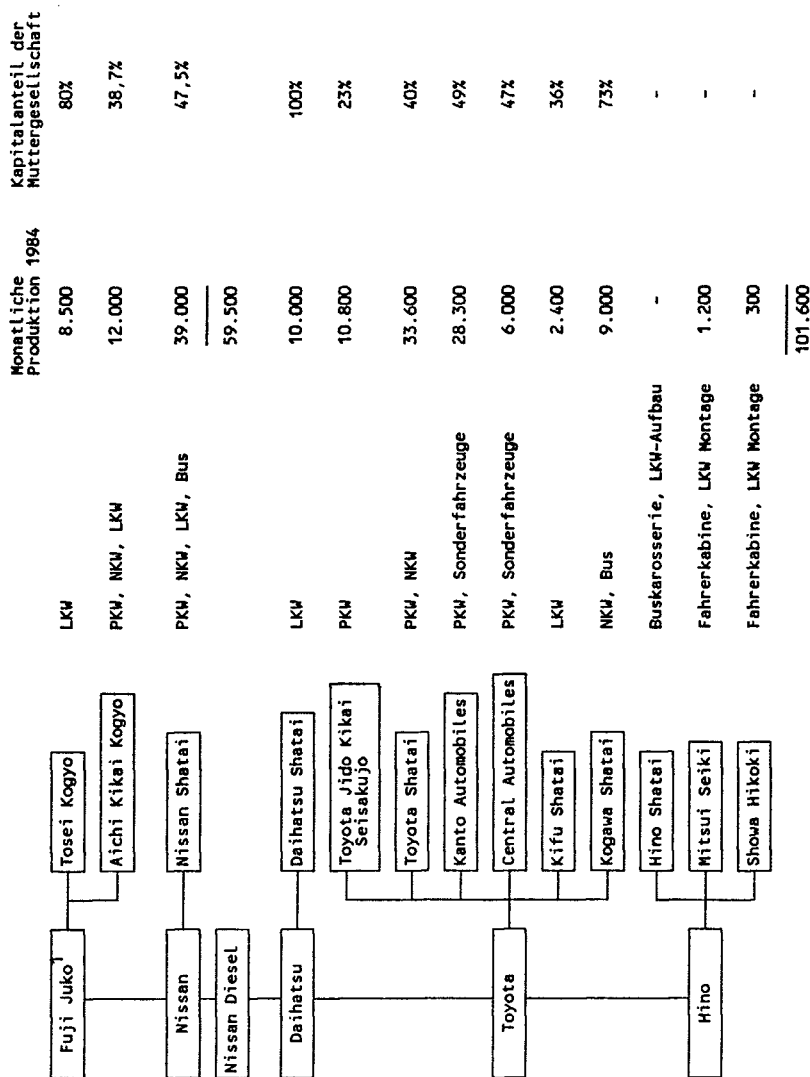 Monatliche Kapitalanteil der
Produktion 1984 Muttergesellschaft
Fuji Juko¹ Tosei Kogyo LKW 8.500 80%
Aichi Kikai Kogyo PKW, NKW, LKW 12.000 38,7%
Nissan Nissan Shatai PKW, NKW, LKW, Bus 39.000 47,5%
Nissan Diesel 59.500
Daihatsu Daihatsu Shatai LKW 10.000 100%
Toyota Jido Kikai PKW 10.800 23%
Seisakujo
Toyota Shatai PKW, NKW 33.600 40%
Kanto Automobiles PKW, Sonderfahrzeuge 28.300 49%
Toyota Central Automobiles PKW, Sonderfahrzeuge 6.000 47%
Kifu Shatai LKW 2.400 36%
Kogawa Shatai NKW, Bus 9.000 73%
Hino Shatai Buskarosserie, LKW-Aufbau - -
Hino Mitsui Seiki Fahrerkabine, LKW Montage 1.200 -
Showa Hikoki Fahrerkabine, LKW Montage 300 -
101.600